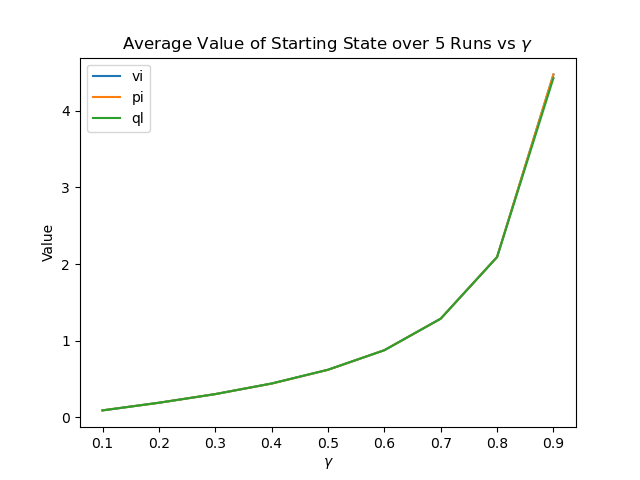 Average Value of Starting State over 5 Runs vs γ
vi
pi
ql
Value
4
3
2
1
0
0.1 0.2 0.3 0.4 0.5 0.6 0.7 0.8 0.9
γ